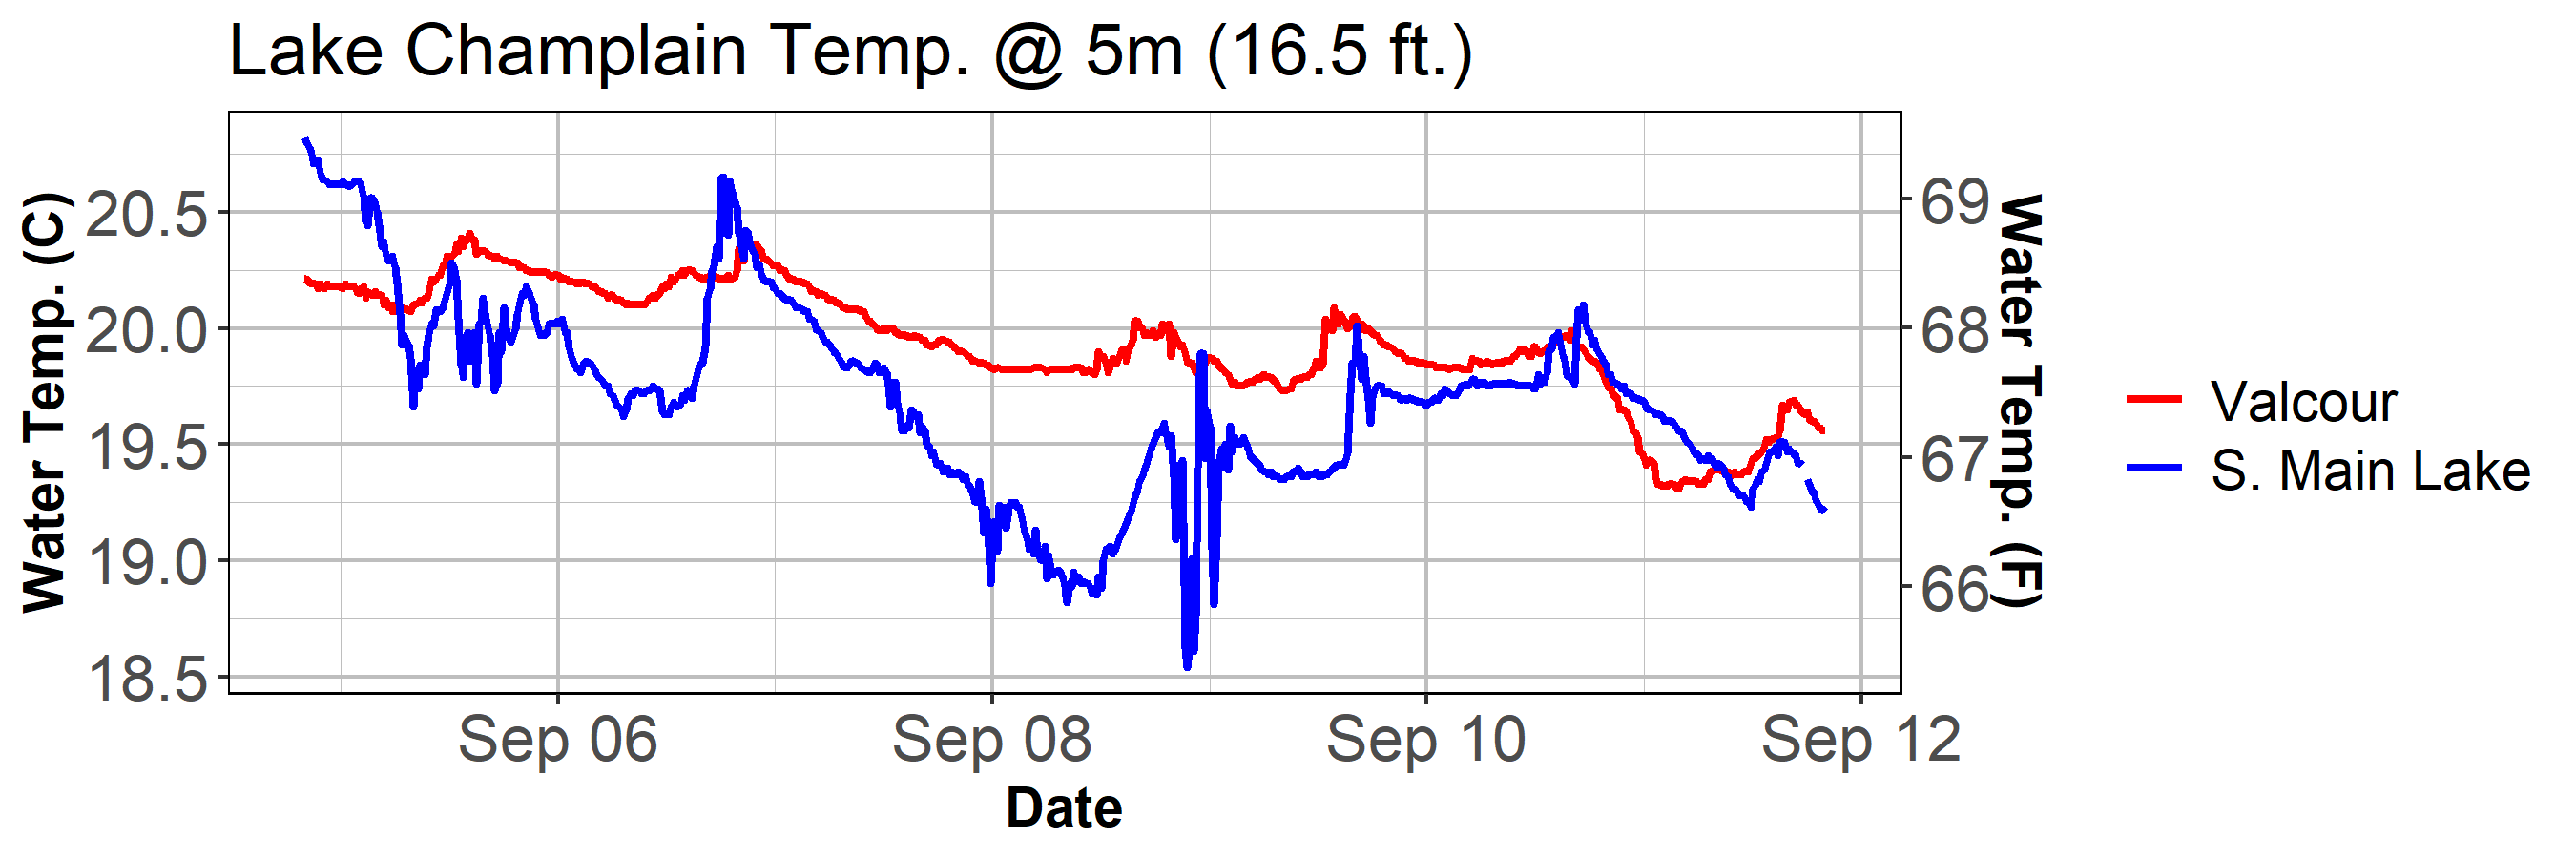 Lake Champlain Temp. @ 5m (16.5 ft.)
Water Temp. (C)
20.5
20.0
19.5
19.0
18.5
69
68
67
66
Water Temp. (F)
Sep 06
Sep 08
Sep 10
Sep 12
Date
Valcour
S. Main Lake